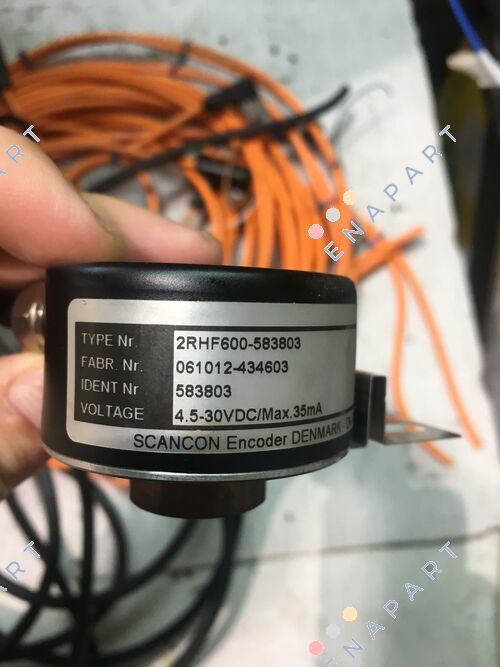 TYPE Nr. 2RHF600-583803
FABR. Nr. 061012-434603
IDENT Nr 583803
VOLTAGE 4.5-30VDC/Max.35mA
SCANCON Encoder DENMARK
ENAPART
ENAPART